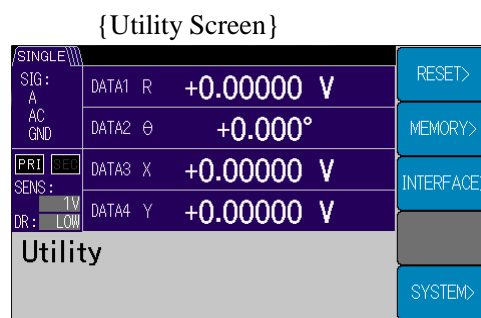 {Utility Screen}
SINGLE
SIG:
A
AC
GND
DATA1 R +0.00000 V
DATA2 θ +0.000°
DATA3 X +0.00000 V
DATA4 Y +0.00000 V
PRI SEC
SENS:
1V
DR: LOW
Utility
RESET>
MEMORY>
INTERFACE>
SYSTEM>